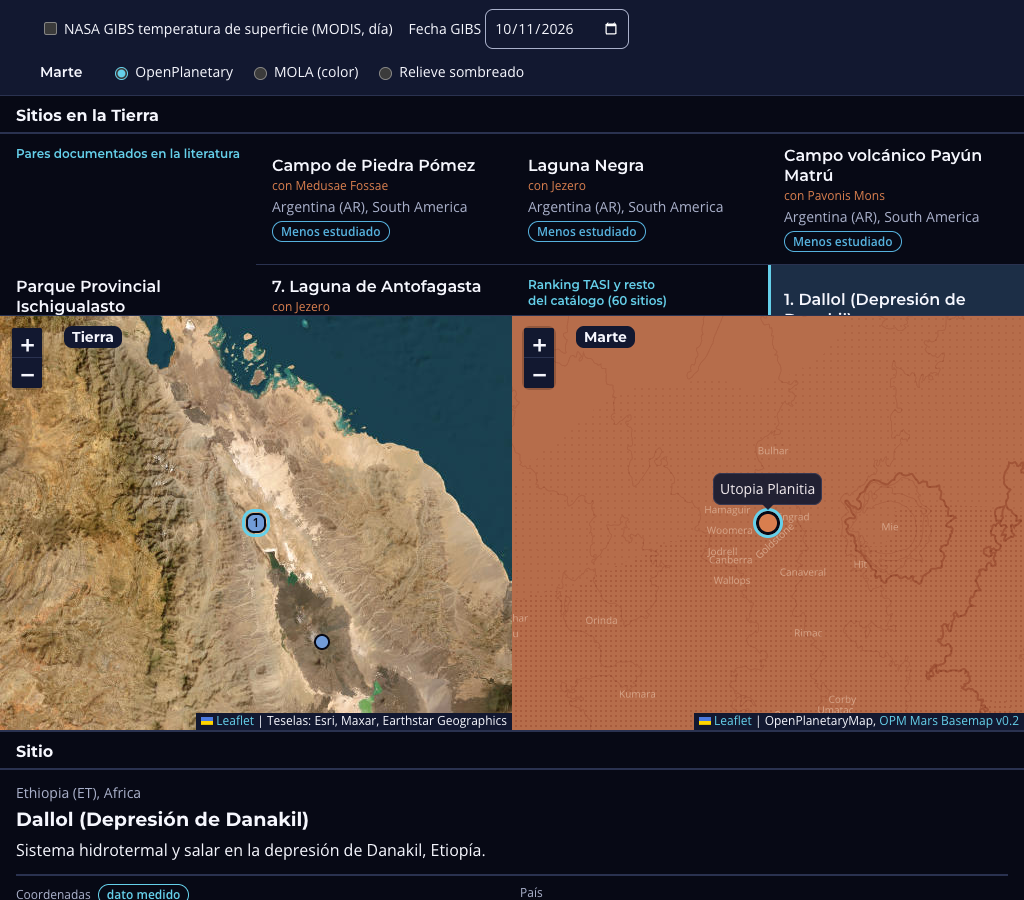 NASA GIBS temperatura de superficie (MODIS, día) Fecha GIBS 10/11/2026
Marte OpenPlanetary MOLA (color) Relieve sombreado
Sitios en la Tierra
Pares documentados en la literatura
Campo de Piedra Pómez
con Medusae Fossae
Argentina (AR), South America
Menos estudiado
Laguna Negra
con Jezero
Argentina (AR), South America
Menos estudiado
Campo volcánico Payún
Matrú
con Pavonis Mons
Argentina (AR), South America
Menos estudiado
Parque Provincial
Ischigualasto
7. Laguna de Antofagasta
con Jezero
Ranking TASI y resto
del catálogo (60 sitios)
1. Dallol (Depresión de
+
−
Tierra
1
Leaflet | Teselas: Esri, Maxar, Earthstar Geographics
+
−
Marte
Bulhar
Utopia Planitia
Hamaguir
Woomera
Mie
Jodrell
Canberra
Hit
Wallops
Canaveral
Orinda
Rimac
Kumara
Corby
Leaflet | OpenPlanetaryMap, OPM Mars Basemap v0.2
Sitio
Ethiopia (ET), Africa
Dallol (Depresión de Danakil)
Sistema hidrotermal y salar en la depresión de Danakil, Etiopía.
Coordenadas dato medido
País